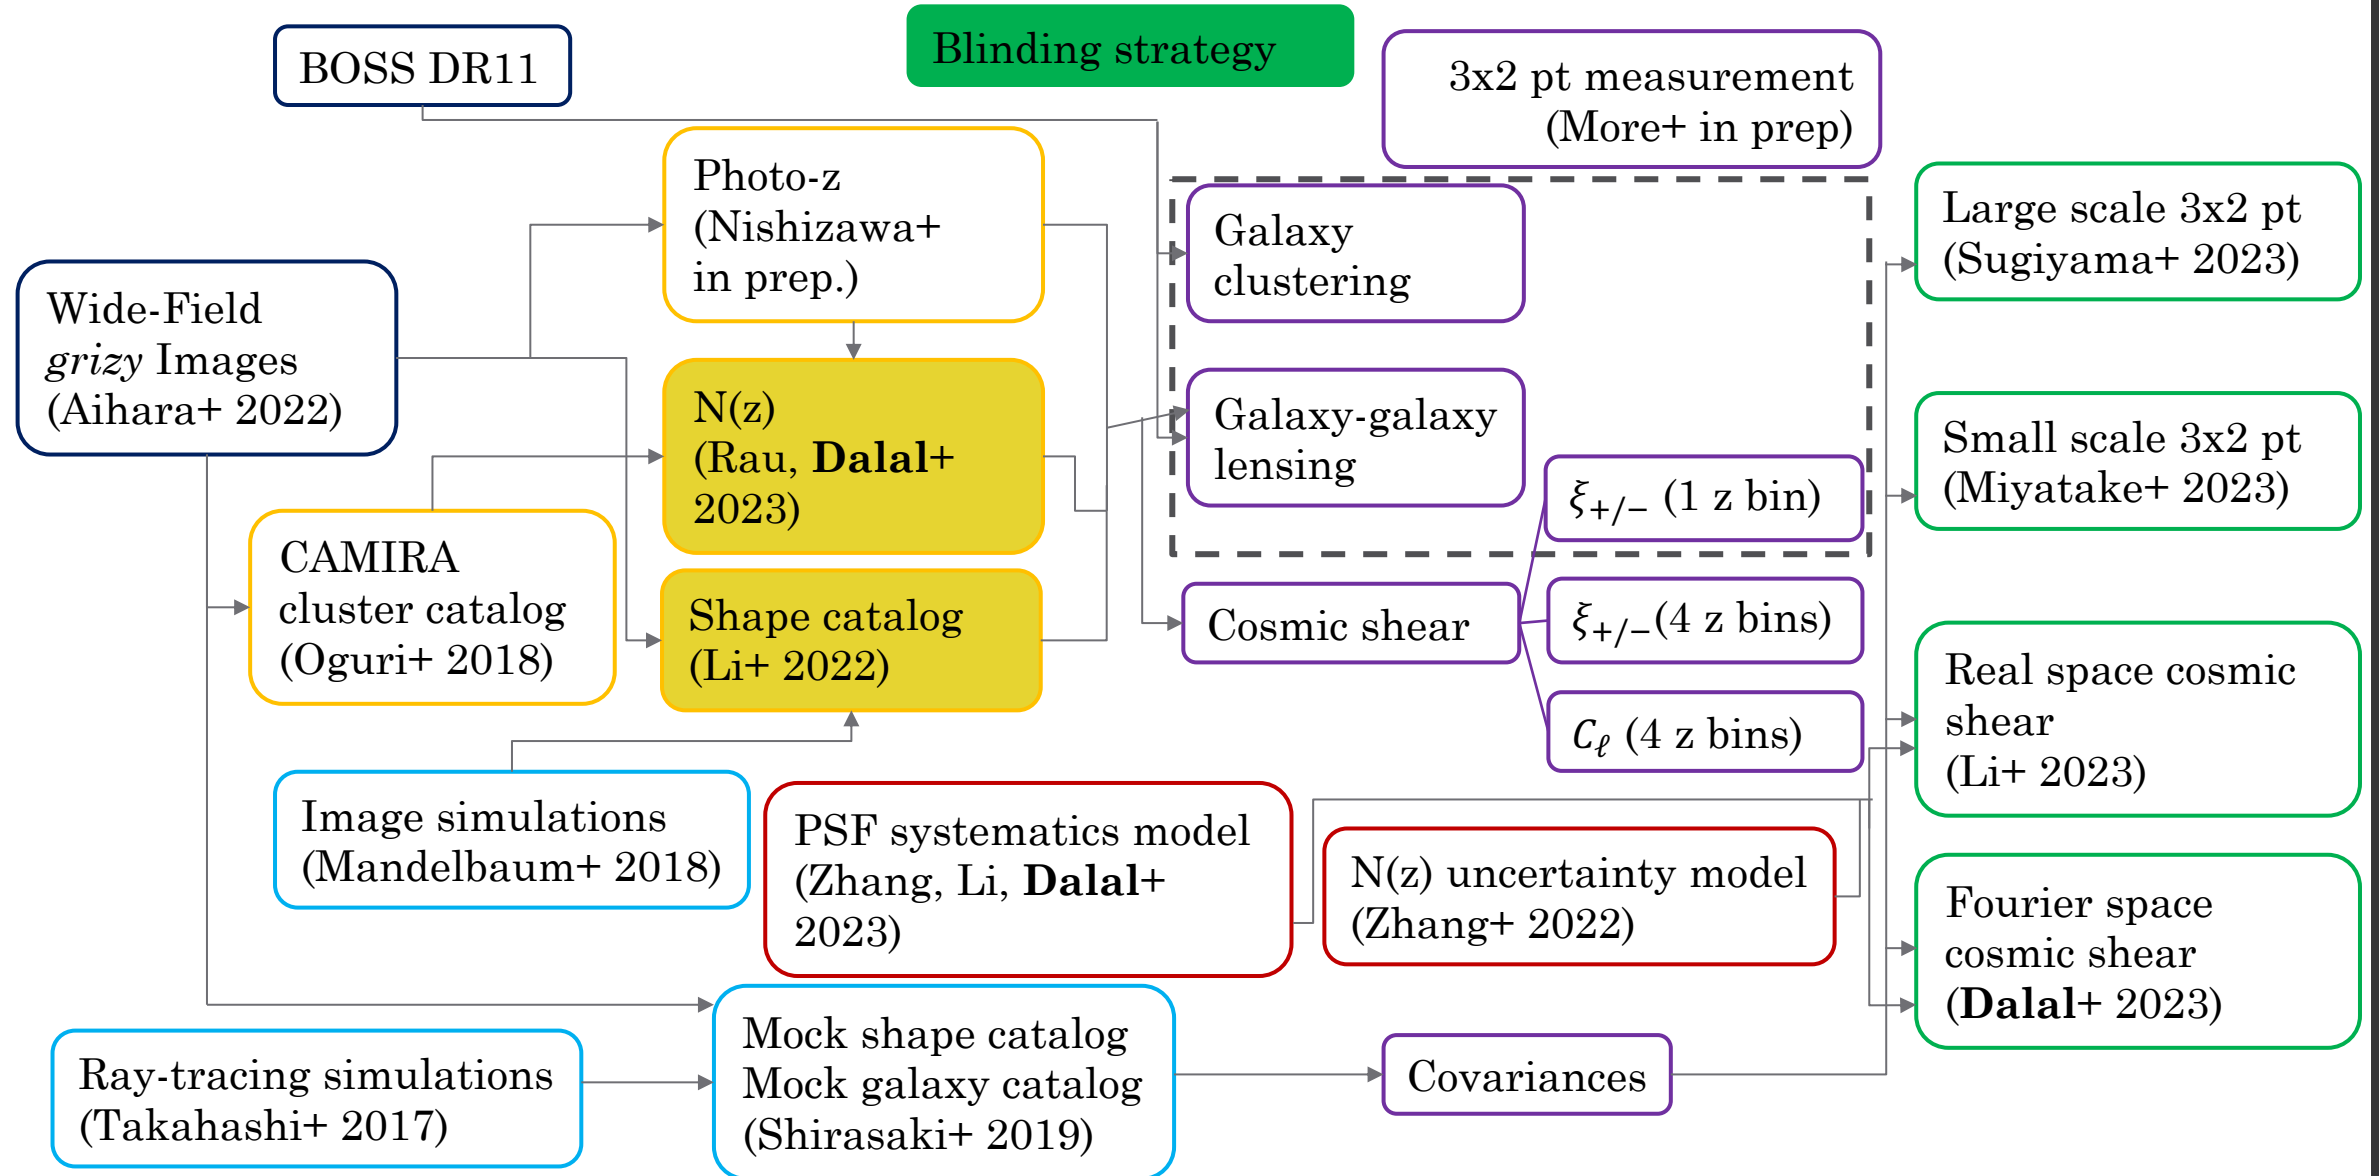 BOSS DR11
Blinding strategy
3x2 pt measurement
(More+ in prep)
Photo-z
(Nishizawa+
in prep.)
Galaxy
clustering
Large scale 3x2 pt
(Sugiyama+ 2023)
Wide-Field
grizy Images
(Aihara+ 2022)
N(z)
(Rau, Dalal+
2023)
Galaxy-galaxy
lensing
Small scale 3x2 pt
(Miyatake+ 2023)
ξ+/− (1 z bin)
CAMIRA
cluster catalog
(Oguri+ 2018)
Shape catalog
(Li+ 2022)
Cosmic shear
ξ+/−(4 z bins)
Cℓ (4 z bins)
Real space cosmic
shear
(Li+ 2023)
Image simulations
(Mandelbaum+ 2018)
PSF systematics model
(Zhang, Li, Dalal+
2023)
N(z) uncertainty model
(Zhang+ 2022)
Fourier space
cosmic shear
(Dalal+ 2023)
Ray-tracing simulations
(Takahashi+ 2017)
Mock shape catalog
Mock galaxy catalog
(Shirasaki+ 2019)
Covariances